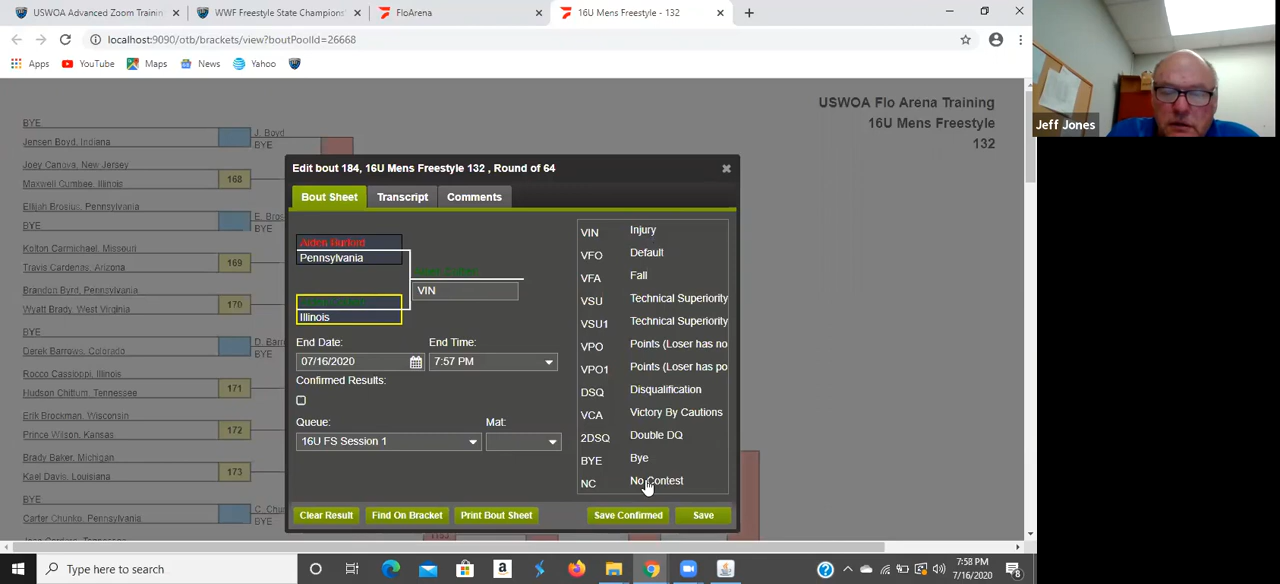 USWOA Advanced Zoom Trainin
WWF Freestyle State Champions
FloArena
16U Mens Freestyle - 132
localhost:9090/otb/brackets/view?boutPoolId=26668
Apps
YouTube
Maps
News
Yahoo
USWOA Flo Arena Training
16U Mens Freestyle
132
BYE
Jensen Boyd, Indiana
J. Boyd
BYE
Joey Canova, New Jersey
Maxwell Cumbee, Illinois
168
Ellijah Brosius, Pennsylvania
BYE
E. Bros
BYE
Kolton Carmichael, Missouri
Travis Cardenas, Arizona
169
Brandon Byrd, Pennsylvania
Wyatt Brady, West Virginia
170
BYE
Derek Barrows, Colorado
D. Barr
BYE
Rocco Cassioppi, Illinois
Hudson Chittum, Tennessee
171
Erik Brockman, Wisconsin
Prince Wilson, Kansas
172
Brady Baker, Michigan
Kael Davis, Louisiana
173
BYE
Carter Chunko, Pennsylvania
C. Chu
BYE
1153
Edit bout 184, 16U Mens Freestyle 132 , Round of 64
Bout Sheet
Transcript
Comments
Pennsylvania
VIN
Illinois
End Date:
End Time:
07/16/2020
7:57 PM
Confirmed Results:
Queue:
Mat:
16U FS Session 1
VIN Injury
VFO Default
VFA Fall
VSU Technical Superiority
VSU1 Technical Superiority
VPO Points (Loser has no
VPO1 Points (Loser has po
DSQ Disqualification
VCA Victory By Cautions
2DSQ Double DQ
BYE Bye
NC No Contest
Clear Result
Find On Bracket
Print Bout Sheet
Save Confirmed
Save
Jeff Jones
Type here to search
7:58 PM
7/16/2020
8